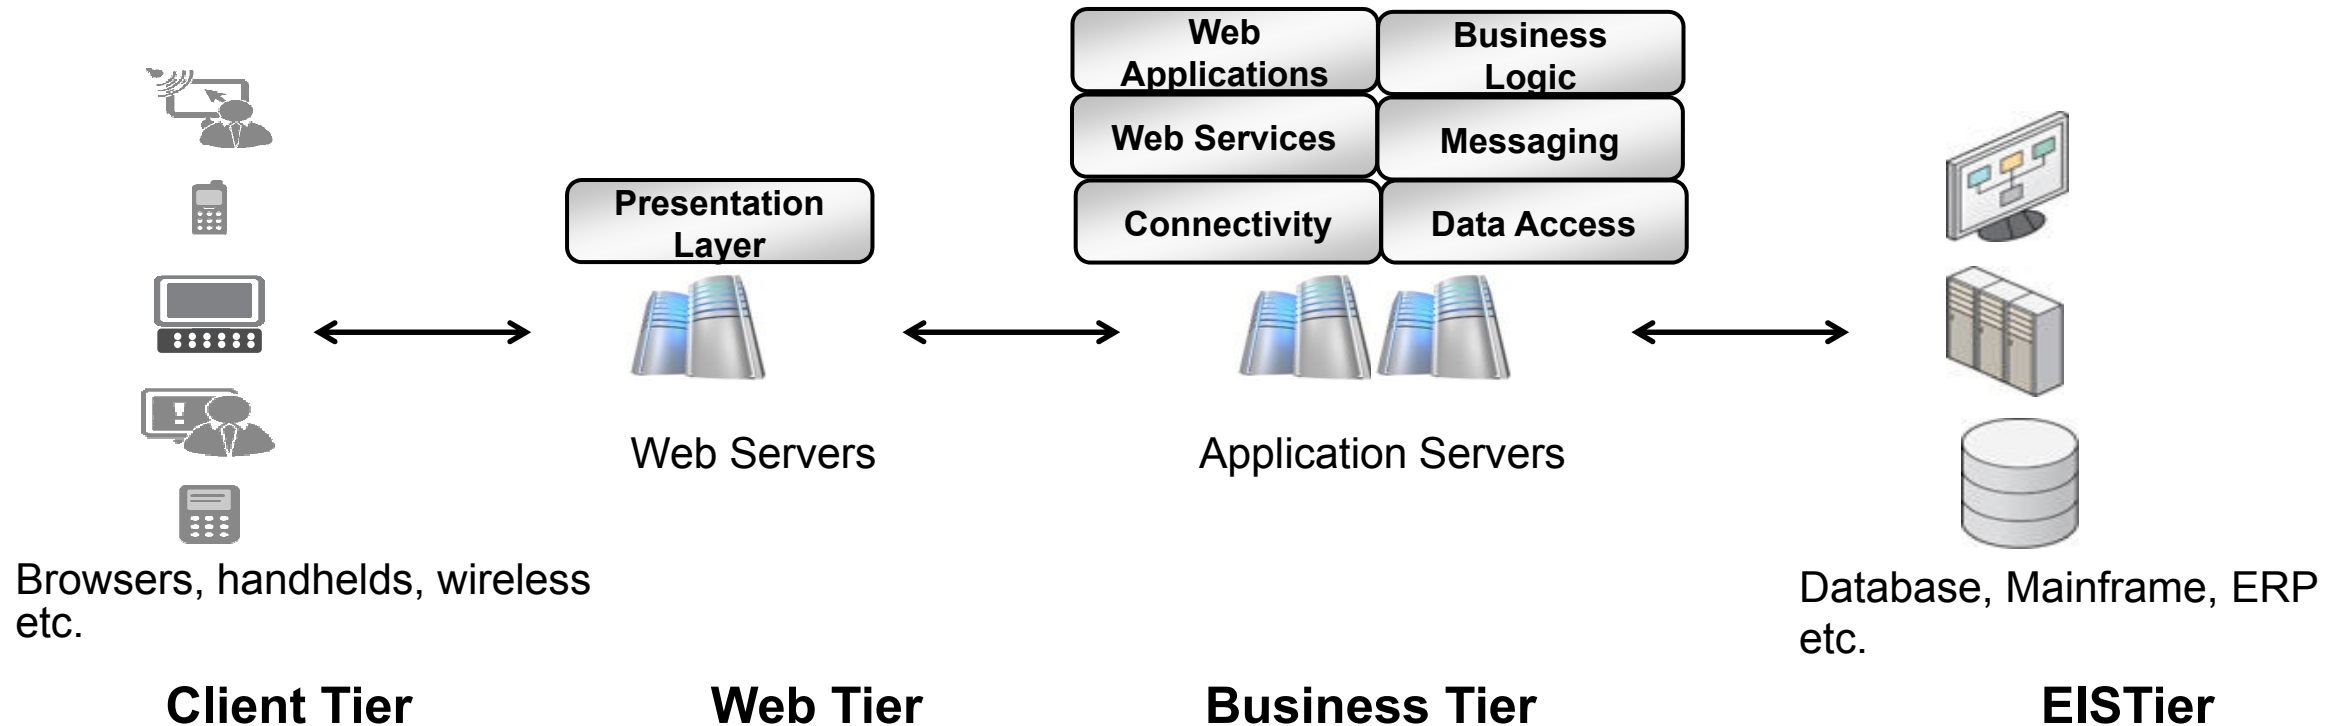 Web
Applications
Business
Logic
Web Services
Messaging
Presentation
Layer
Connectivity
Data Access
Web Servers
Application Servers
Browsers, handhelds, wireless
etc.
Database, Mainframe, ERP
etc.
Client Tier
Web Tier
Business Tier
EISTier